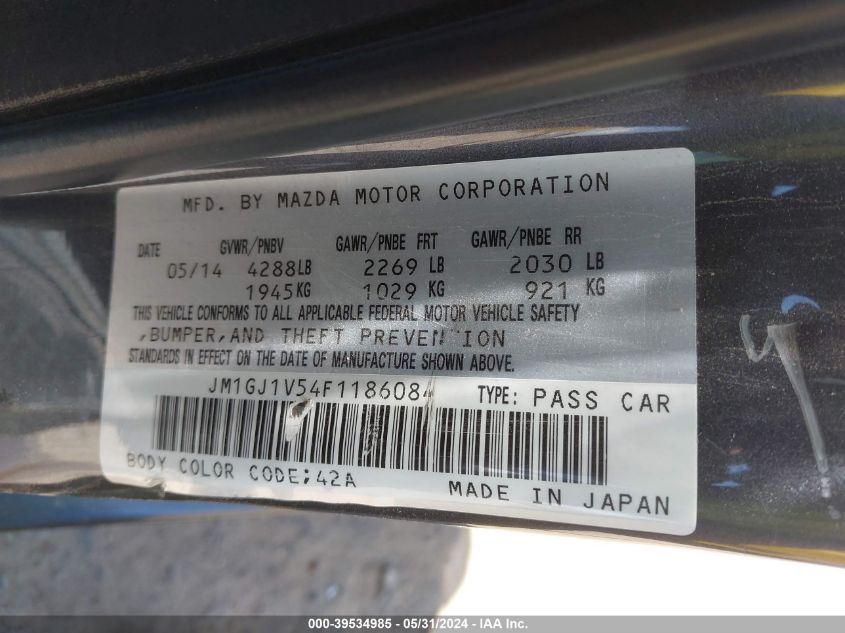 MFD. BY MAZDA MOTOR CORPORATION
DATE GVWR/PNBV GAWR/PNBE FRT GAWR/PNBE RR
05/14 4288LB 2269 LB 2030 LB
1945KG 1029 KG 921 KG
THIS VEHICLE CONFORMS TO ALL APPLICABLE FEDERAL MOTOR VEHICLE SAFETY
,BUMPER,AND THEFT PREVENTION
STANDARDS IN EFFECT ON THE DATE OF MANUFACTURE SHOWN ABOVE.
JM1GJ1V54F1186084 TYPE: PASS CAR
BODY COLOR CODE:42A
MADE IN JAPAN
000-39534985 - 05/31/2024 - IAA Inc.